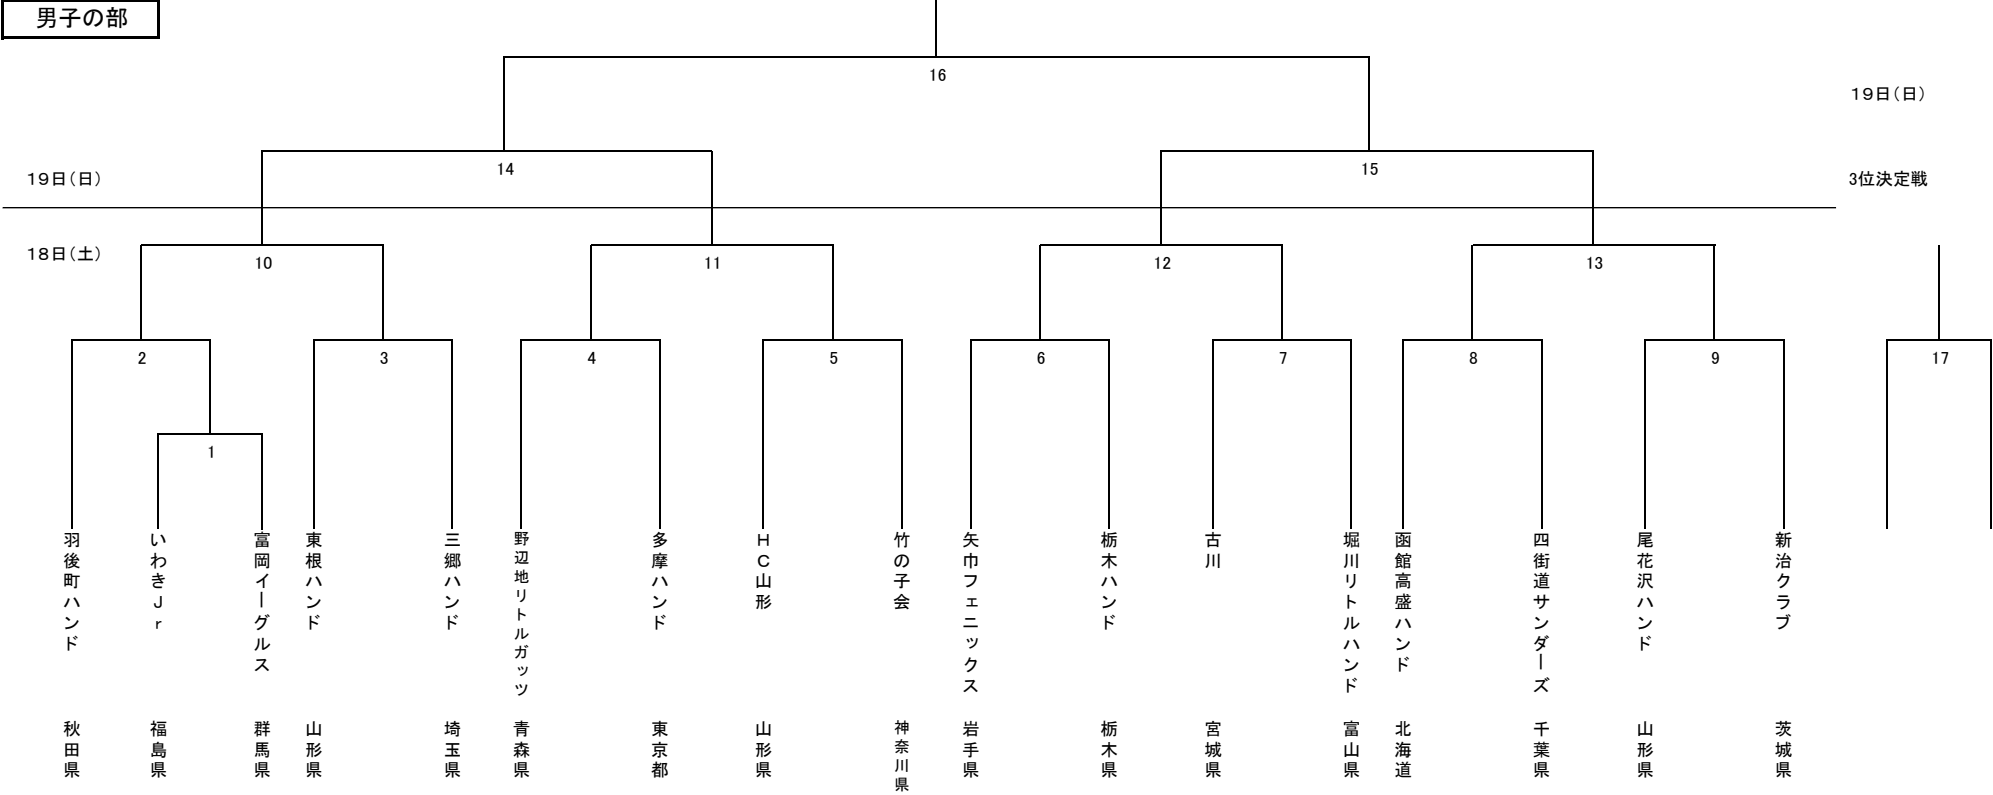 男子の部
16
19日(日)
14
15
19日(日)
3位決定戦
18日(土)
10
11
12
13
2
3
4
5
6
7
8
9
17
1
羽後町ハンド
いわきJr
富岡イーグルス
東根ハンド
三郷ハンド
野辺地リトルガッツ
多摩ハンド
HC山形
竹の子会
矢巾フェニックス
栃木ハンド
古川
堀川リトルハンド
函館高盛ハンド
四街道サンダーズ
尾花沢ハンド
新治クラブ
秋田県
福島県
群馬県
山形県
埼玉県
青森県
東京都
山形県
神奈川県
岩手県
栃木県
宮城県
富山県
北海道
千葉県
山形県
茨城県